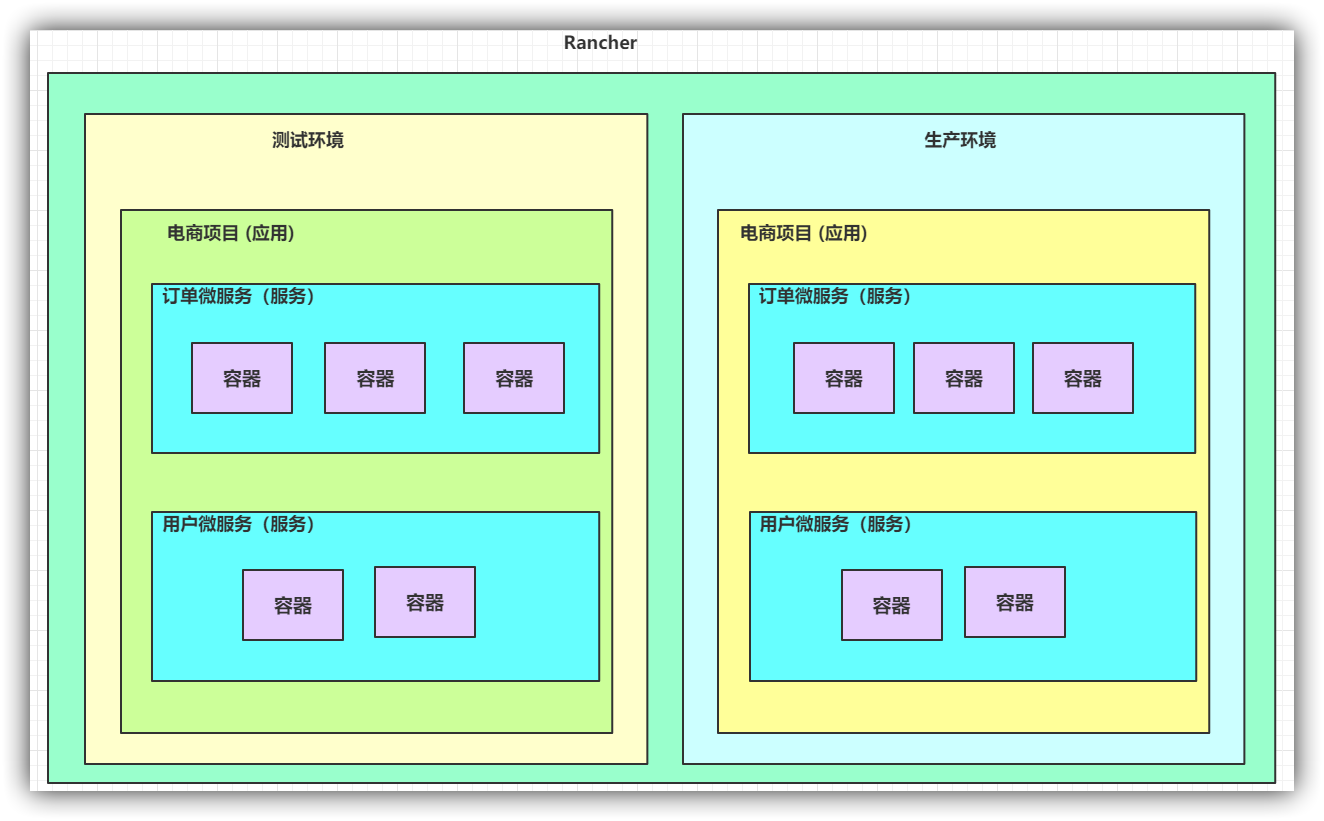 Rancher
测试环境
电商项目 (应用)
订单微服务（服务）
容器
容器
容器
用户微服务（服务）
容器
容器
生产环境
电商项目 (应用)
订单微服务（服务）
容器
容器
容器
用户微服务（服务）
容器
容器